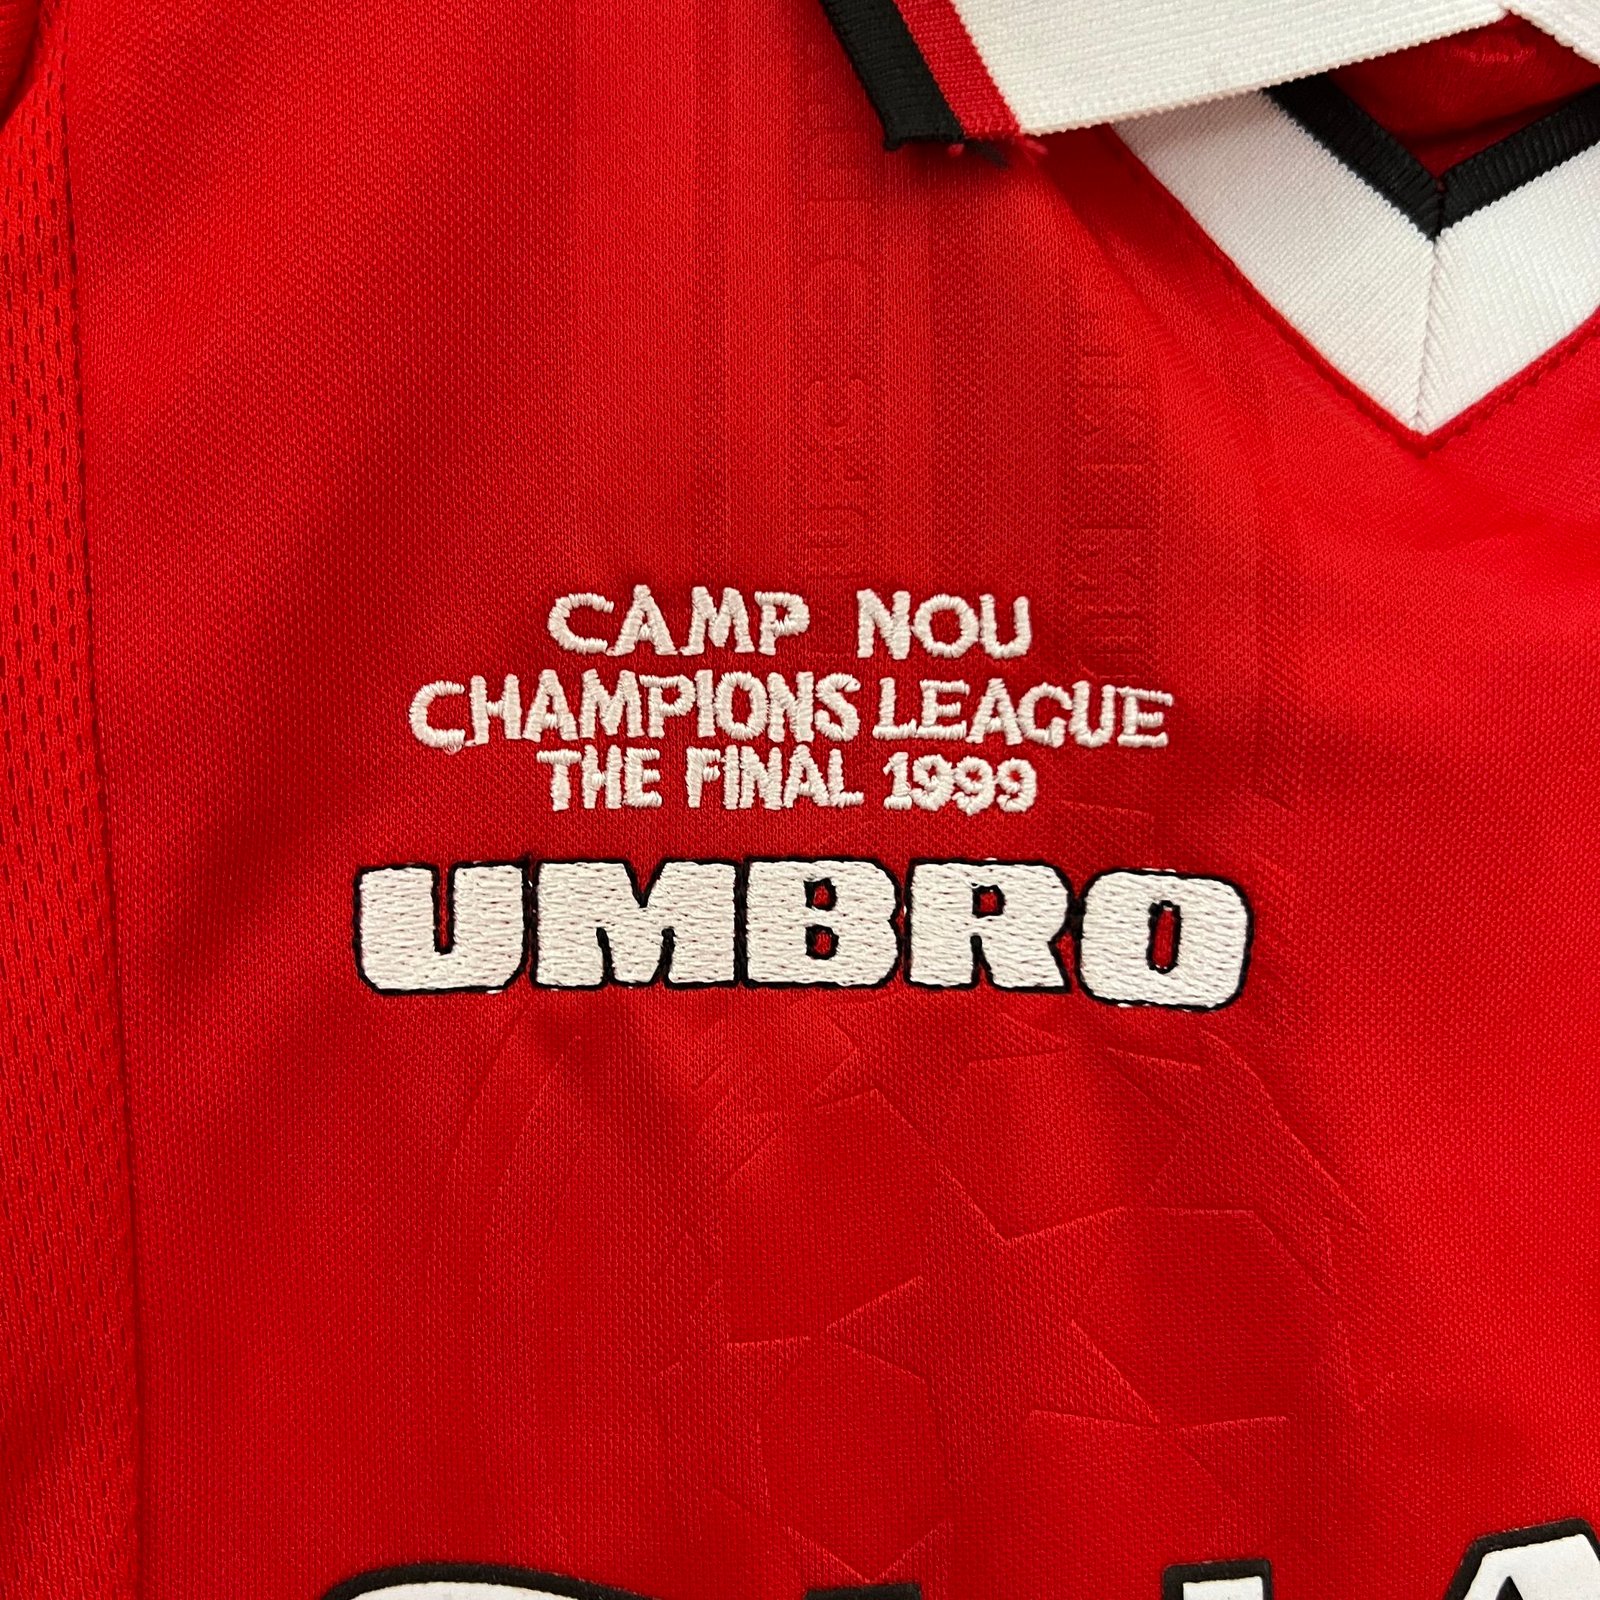 CAMP NOU
CHAMPIONS LEAGUE
THE FINAL 1999
UMBRO